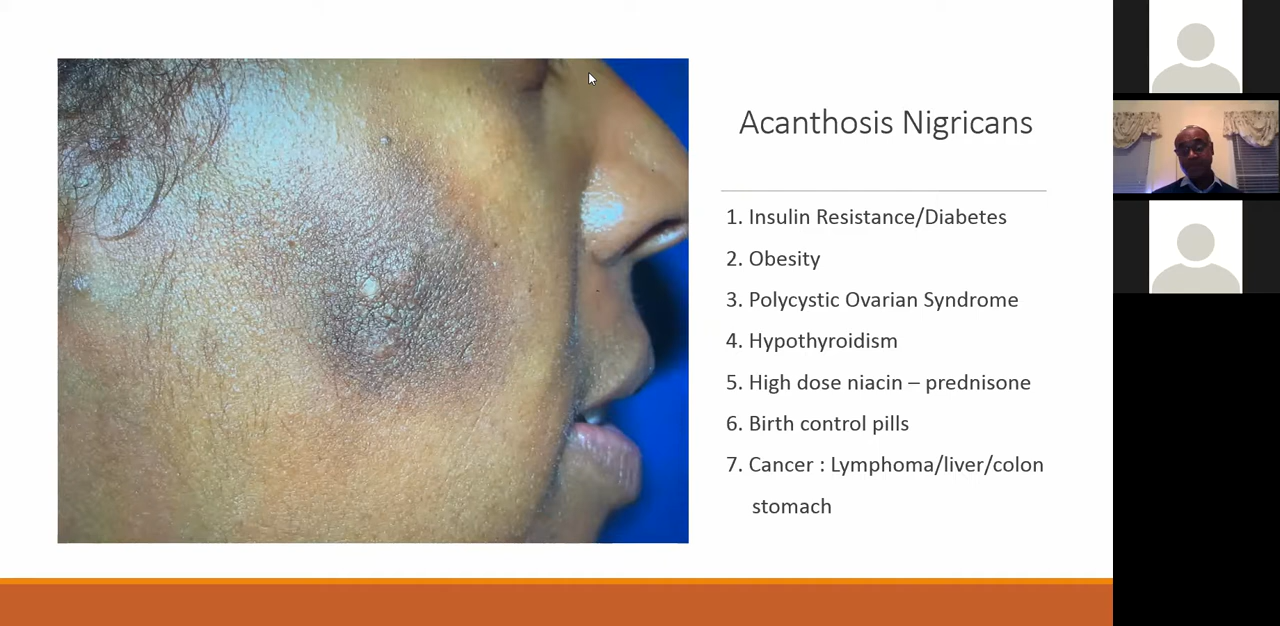 Acanthosis Nigricans
1. Insulin Resistance/Diabetes
2. Obesity
3. Polycystic Ovarian Syndrome
4. Hypothyroidism
5. High dose niacin – prednisone
6. Birth control pills
7. Cancer : Lymphoma/liver/colon
stomach